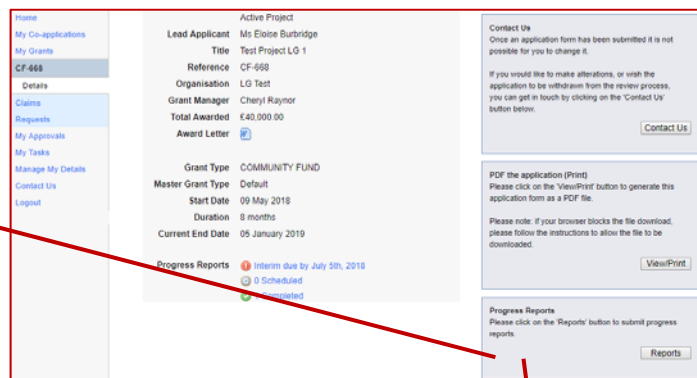 Home
My Co-applications
My Grants
CF-668
Details
Claims
Requests
My Approvals
My Tasks
Manage My Details
Contact Us
Logout
Active Project
Lead Applicant Ms Eloise Burbridge
Title Test Project LG 1
Reference CF-668
Organisation LG Test
Grant Manager Cheryl Raynor
Total Awarded £40,000.00
Award Letter
Grant Type COMMUNITY FUND
Master Grant Type Default
Start Date 09 May 2018
Duration 8 months
Current End Date 05 January 2019
Progress Reports Interim due by July 5th, 2018
0 Scheduled
Completed
Contact Us
Once an application form has been submitted it is not
possible for you to change it.
If you would like to make alterations, or wish the
application to be withdrawn from the review process,
you can get in touch by clicking on the 'Contact Us'
button below.
Contact Us
PDF the application (Print)
Please click on the 'View/Print' button to generate this
application form as a PDF file.
Please note: if your browser blocks the file download,
please follow the instructions to allow the file to be
downloaded.
View/Print
Progress Reports
Please click on the 'Reports' button to submit progress
reports.
Reports